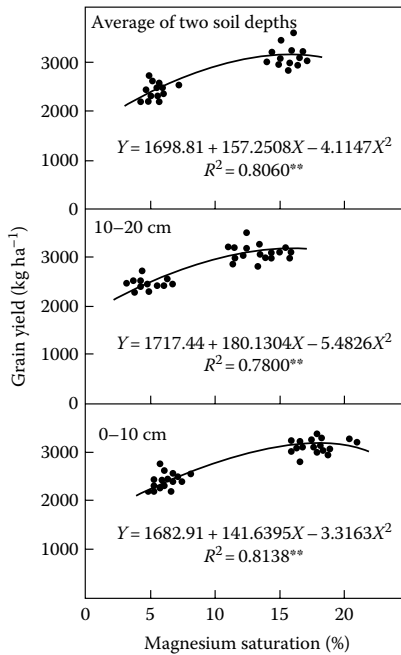 Average of two soil depths
3000
2000
1000
0
Y = 1698.81 + 157.2508X – 4.1147X²
R² = 0.8060**
10–20 cm
3000
2000
1000
0
Y = 1717.44 + 180.1304X – 5.4826X²
R² = 0.7800**
Grain yield (kg ha⁻¹)
0–10 cm
3000
2000
1000
Y = 1682.91 + 141.6395X – 3.3163X²
R² = 0.8138**
0 5 10 15 20
Magnesium saturation (%)